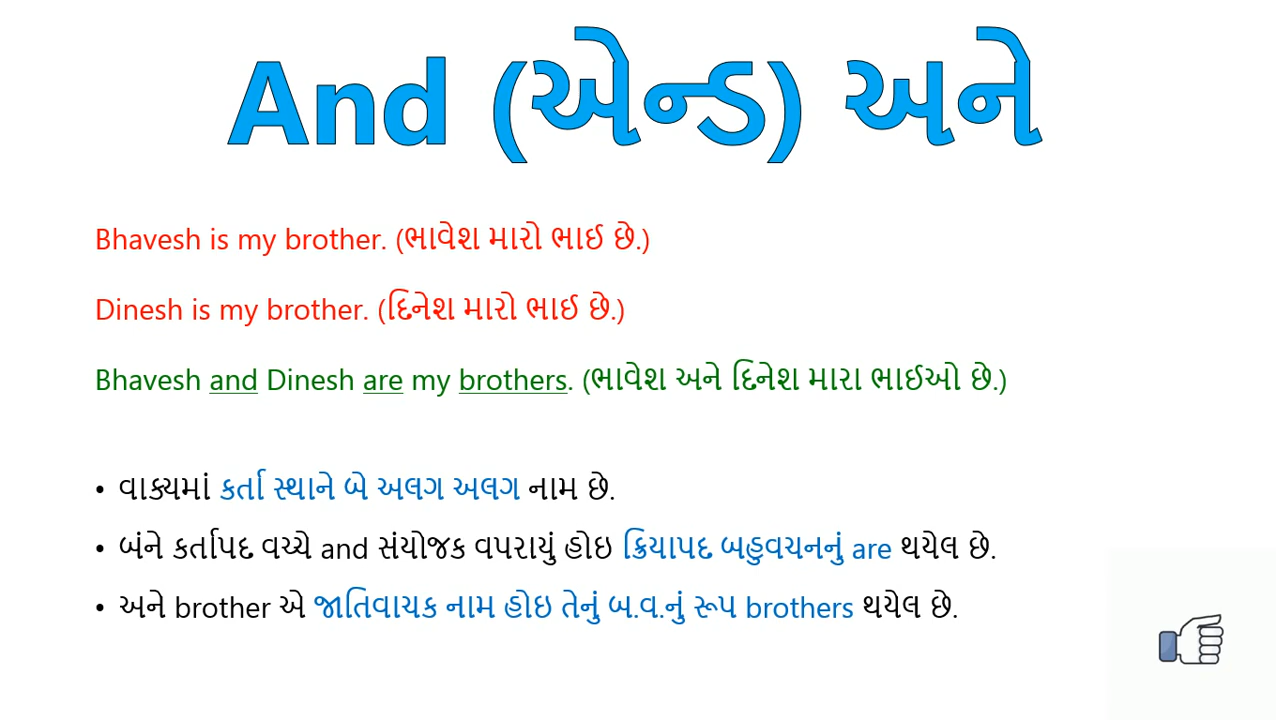 And (એન્ડ) અને
Bhavesh is my brother. (ભાવેશ મારો ભાઈ છે.)
Dinesh is my brother. (દિનેશ મારો ભાઈ છે.)
Bhavesh and Dinesh are my brothers. (ભાવેશ અને દિનેશ મારા ભાઈઓ છે.)
• વાક્યમાં કર્તા સ્થાને બે અલગ અલગ નામ છે.
• બંને કર્તાપદ વચ્ચે and સંયોજક વપરાયું હોઇ ક્રિયાપદ બહુવચનનું are થયેલ છે.
• અને brother એ જાતિવાચક નામ હોઇ તેનું બ.વ.નું રૂપ brothers થયેલ છે.